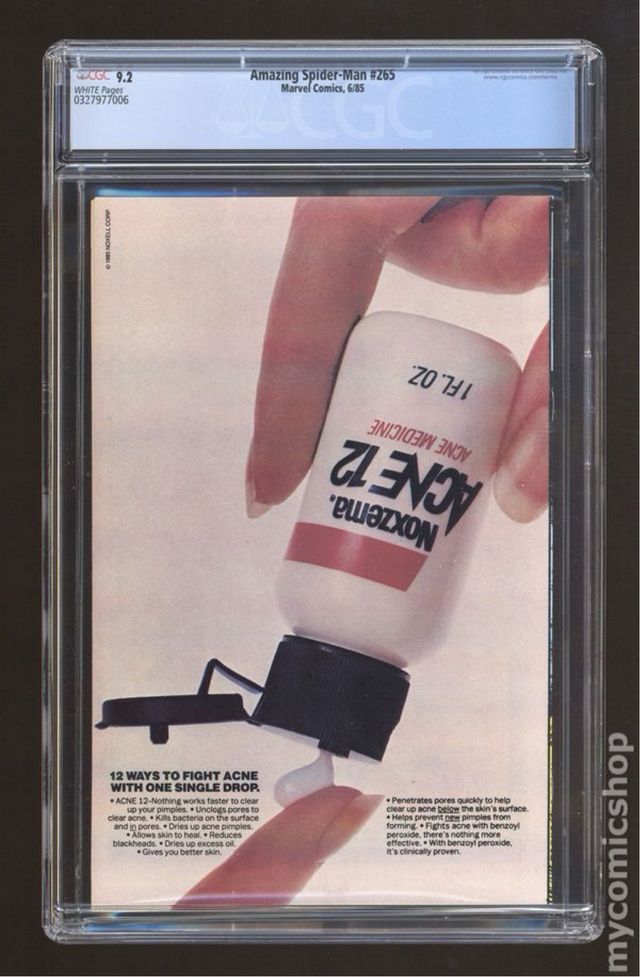 CGC 9.2
WHITE Pages
0327977006
Amazing Spider-Man #265
Marvel Comics, 6/85
www.cgccomics.com/terms
CGC
© 1985 NOXELL CORP.
1 FL. OZ.
ACNE MEDICINE
ACNE 12
Noxzema.
12 WAYS TO FIGHT ACNE
WITH ONE SINGLE DROP.
• ACNE 12-Nothing works faster to clear
up your pimples. • Unclogs pores to
clear acne. • Kills bacteria on the surface
and in pores. • Dries up acne pimples.
• Allows skin to heal. • Reduces
blackheads. • Dries up excess oil.
• Gives you better skin.
• Penetrates pores quickly to help
clear up acne below the skin's surface.
• Helps prevent new pimples from
forming. • Fights acne with benzoyl
peroxide, there's nothing more
effective. • With benzoyl peroxide,
it's clinically proven.
mycomicshop